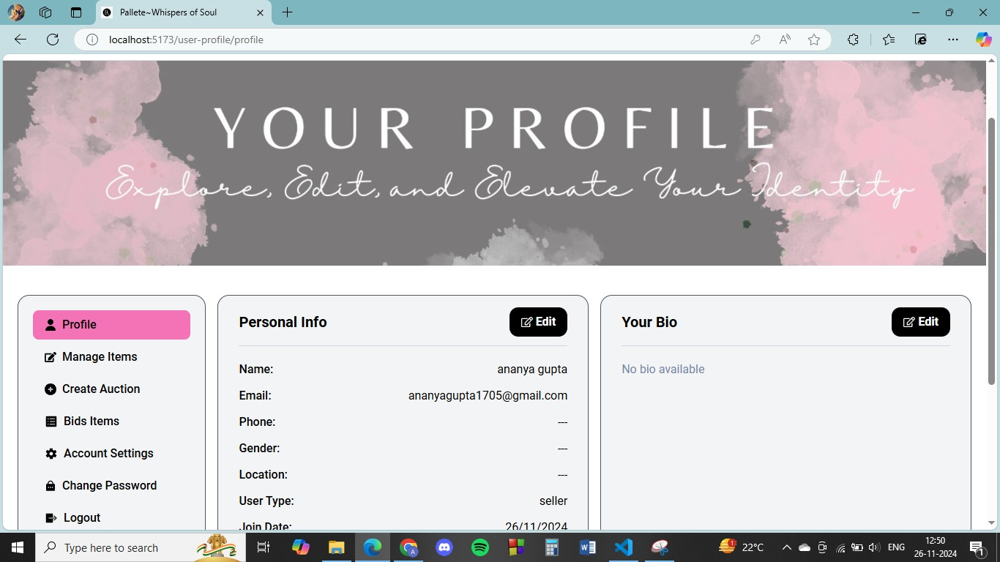 Pallete~Whispers of Soul
localhost:5173/user-profile/profile
YOUR PROFILE
Explore, Edit, and Elevate Your Identity
Profile
Manage Items
Create Auction
Bids Items
Account Settings
Change Password
Logout
Personal Info
Edit
Name: ananya gupta
Email: ananyagupta1705@gmail.com
Phone: ---
Gender: ---
Location: ---
User Type: seller
Join Date: 26/11/2024
Your Bio
Edit
No bio available
Type here to search
1
22°C
ENG
12:50
26-11-2024
1